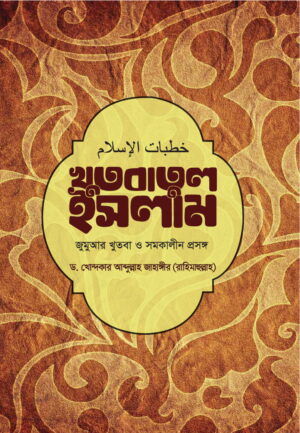 خطبات الإسلام
খুতবাতুল
ইসলাম
জুমুআর খুতবা ও সমকালীন প্রসঙ্গ
ড. খোন্দকার আব্দুল্লাহ জাহাঙ্গীর (রাহিমাহুল্লাহ)